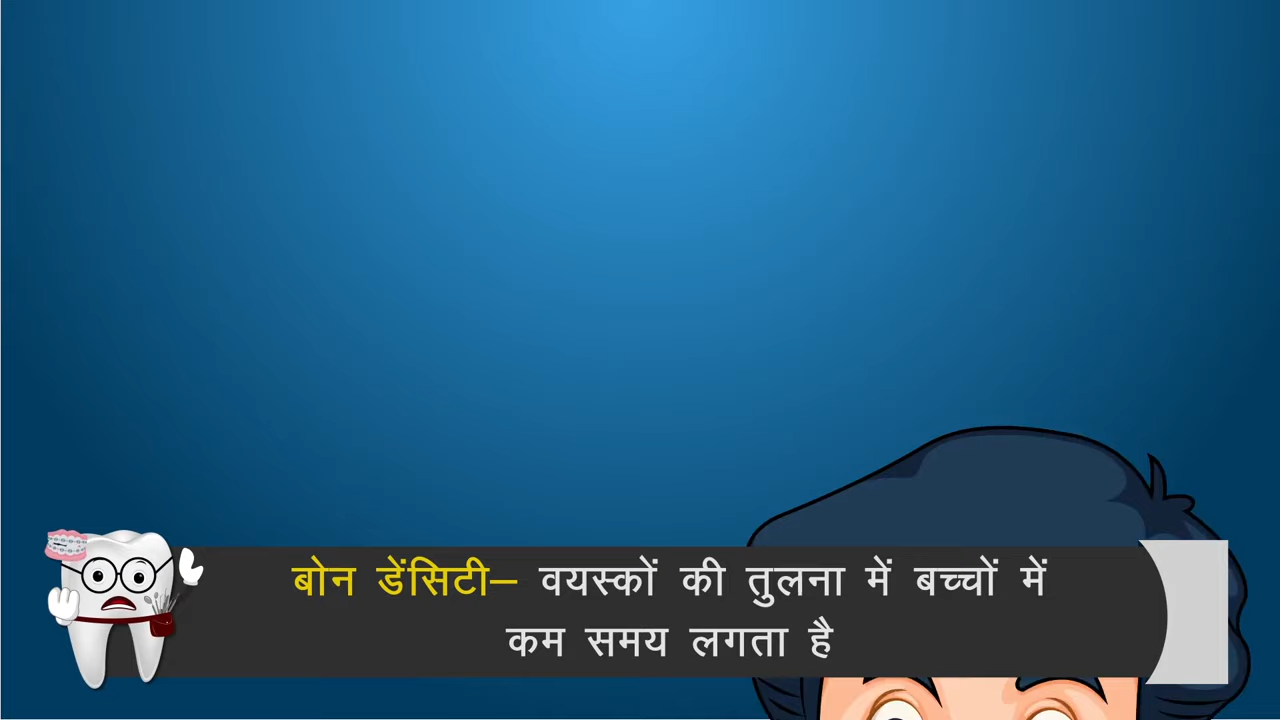 बोन डेंसिटी– वयस्कों की तुलना में बच्चों में
कम समय लगता है